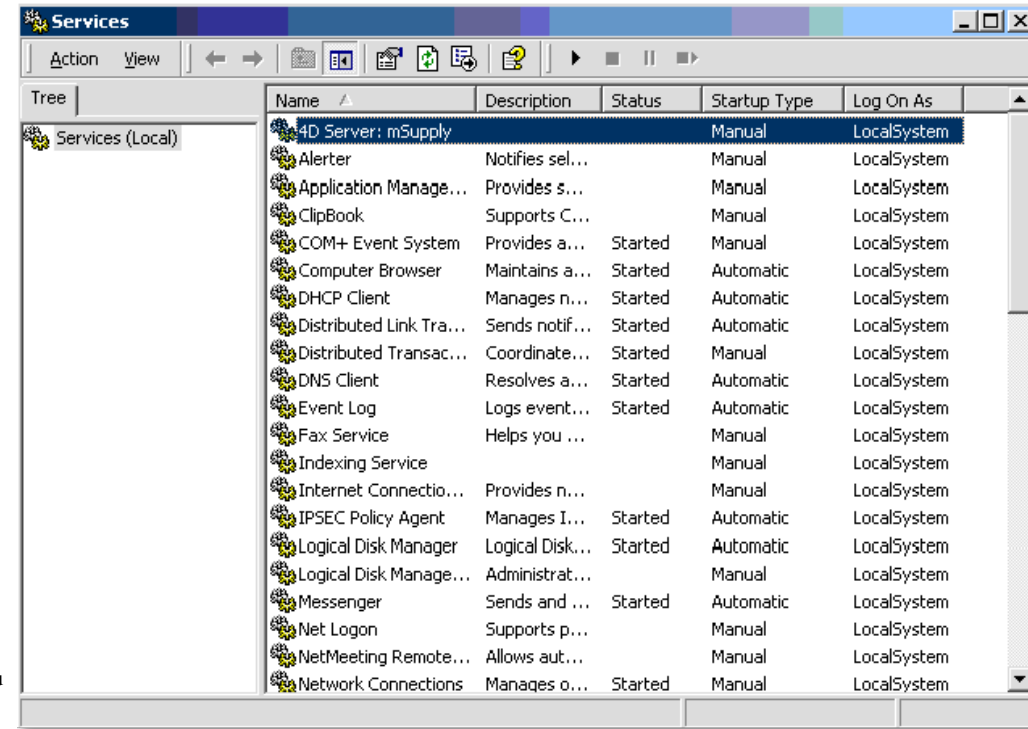 Services
Action View
Tree
Services (Local)
Name Description Status Startup Type Log On As
4D Server: mSupply Manual LocalSystem
Alerter Notifies sel... Manual LocalSystem
Application Manage... Provides s... Manual LocalSystem
ClipBook Supports C... Manual LocalSystem
COM+ Event System Provides a... Started Manual LocalSystem
Computer Browser Maintains a... Started Automatic LocalSystem
DHCP Client Manages n... Started Automatic LocalSystem
Distributed Link Tra... Sends notif... Started Automatic LocalSystem
Distributed Transac... Coordinate... Started Manual LocalSystem
DNS Client Resolves a... Started Automatic LocalSystem
Event Log Logs event... Started Automatic LocalSystem
Fax Service Helps you ... Manual LocalSystem
Indexing Service Manual LocalSystem
Internet Connectio... Provides n... Manual LocalSystem
IPSEC Policy Agent Manages I... Started Automatic LocalSystem
Logical Disk Manager Logical Disk... Started Automatic LocalSystem
Logical Disk Manage... Administrat... Manual LocalSystem
Messenger Sends and ... Started Automatic LocalSystem
Net Logon Supports p... Manual LocalSystem
NetMeeting Remote... Allows aut... Manual LocalSystem
Network Connections Manages o... Started Manual LocalSystem